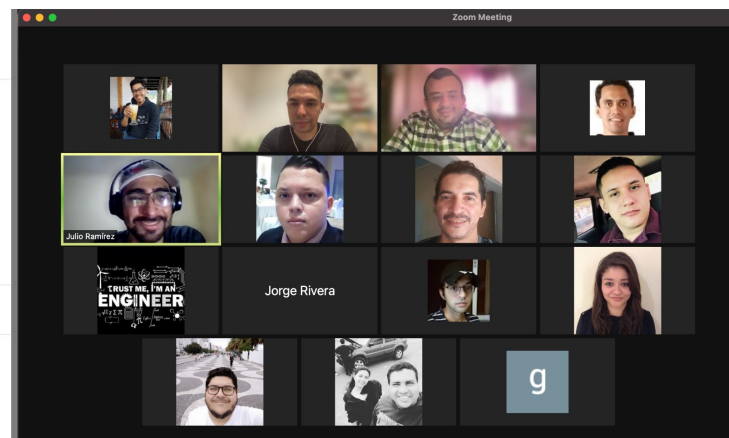 Zoom Meeting
Julio Ramírez
TRUST ME, I'M AN
ENGINEER
Jorge Rivera
g